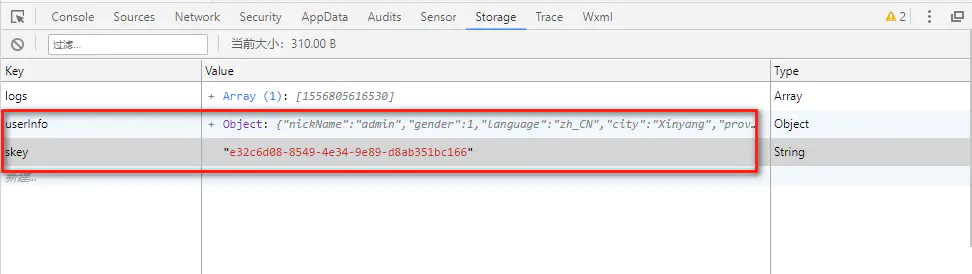 Console Sources Network Security AppData Audits Sensor Storage Trace Wxml 2
过滤... 当前大小: 310.00 B
Key Value Type
logs + Array (1): [1556805616530] Array
userInfo + Object: {"nickName":"admin","gender":1,"language":"zh_CN","city":"Xinyang","prov… Object
skey "e32c6d08-8549-4e34-9e89-d8ab351bc166" String
新建...